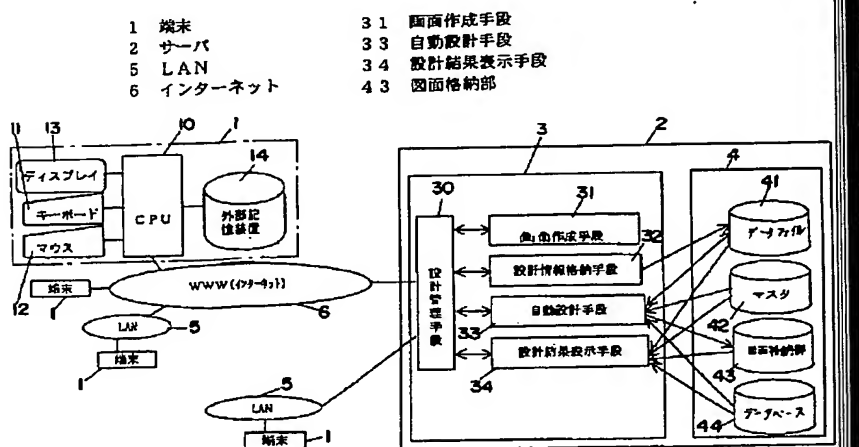 1 端末
2 サーバ
5 LAN
6 インターネット
31 画面作成手段
33 自動設計手段
34 設計結果表示手段
43 図面格納部
13
10
1
11
ディスプレイ
キーボード
マウス
12
CPU
14
外部記憶装置
端末
1
WWW(インターネット)
6
LAN
5
端末
1
5
LAN
端末
1
2
3
30
設計管理手段
31
画面作成手段
32
設計情報格納手段
自動設計手段
33
設計結果表示手段
34
4
41
データファイル
マスタ
42
図面格納部
43
データベース
44